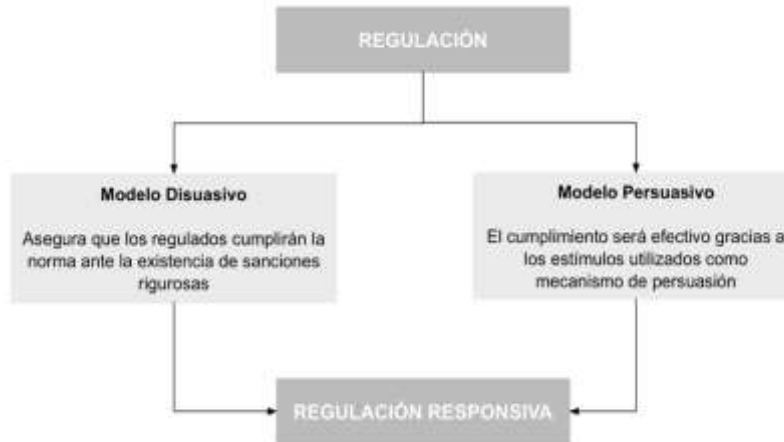 REGULACIÓN
Modelo Disuasivo
Asegura que los regulados cumplirán la
norma ante la existencia de sanciones
rigurosas
Modelo Persuasivo
El cumplimiento será efectivo gracias a
los estímulos utilizados como
mecanismo de persuasión
REGULACIÓN RESPONSIVA